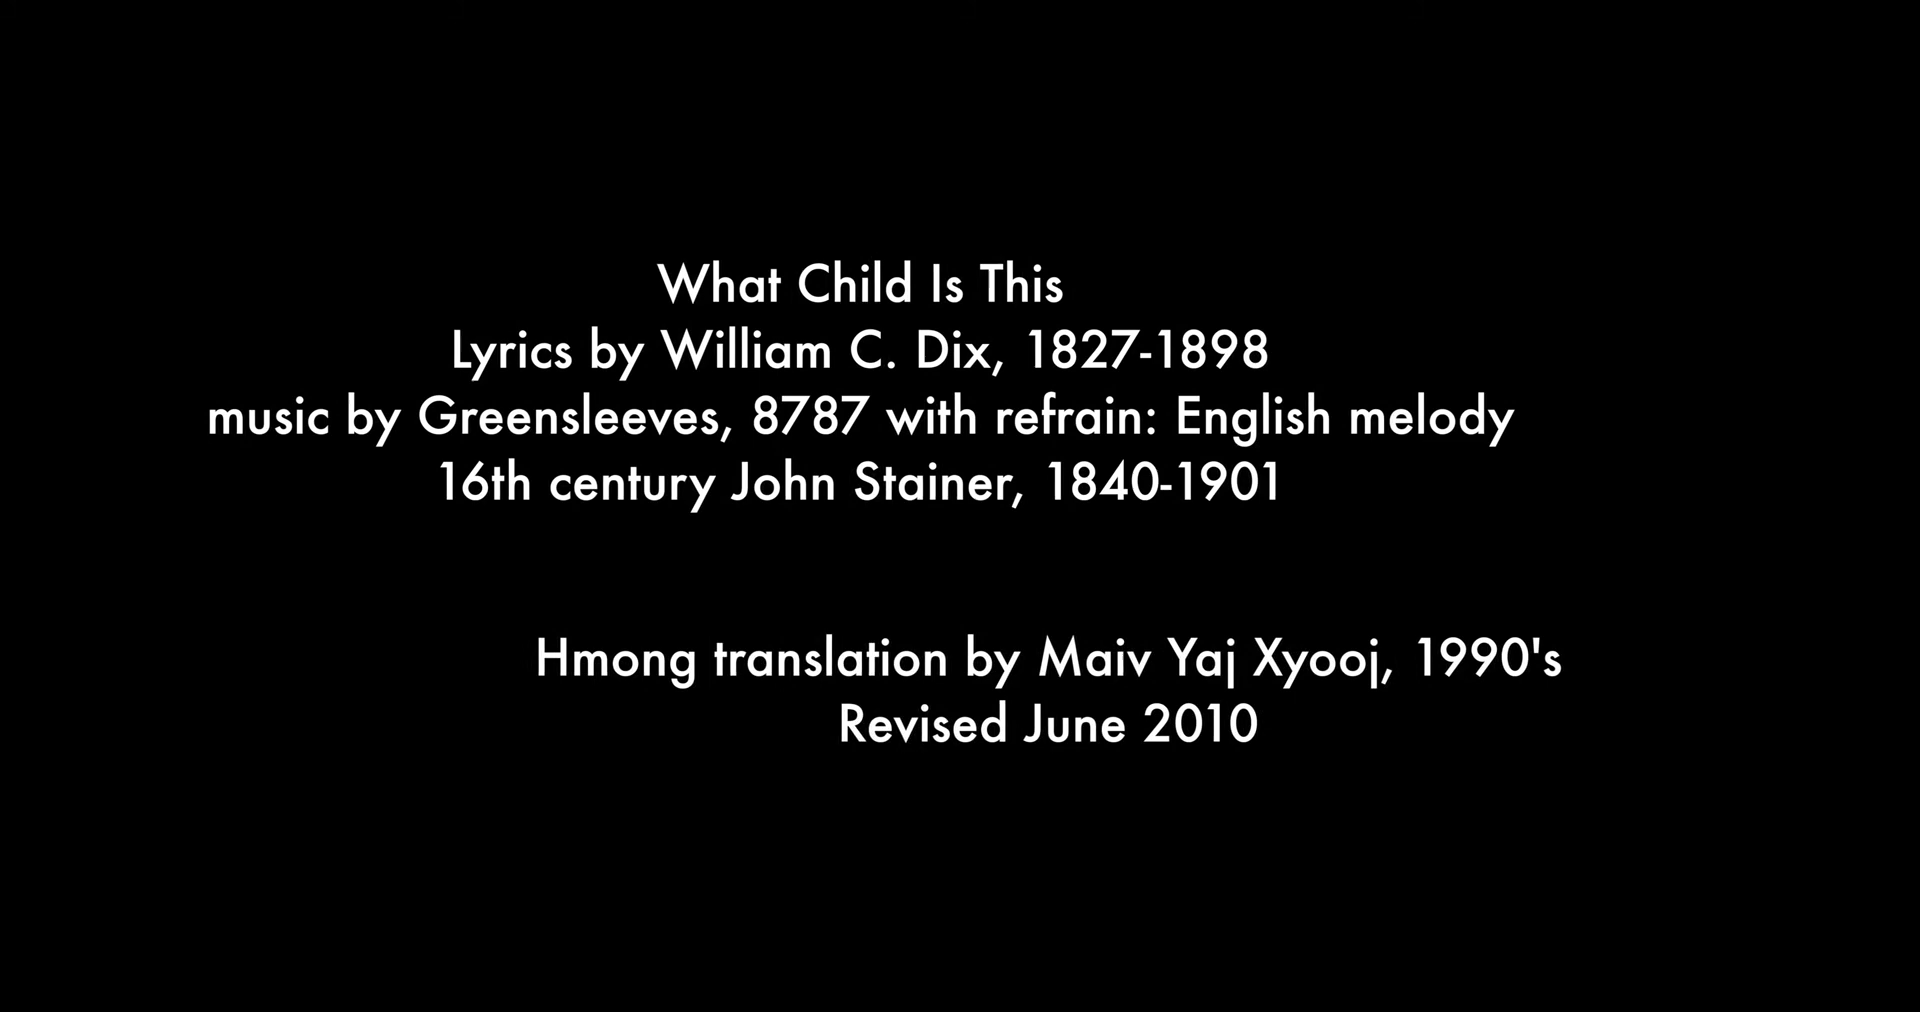 What Child Is This
Lyrics by William C. Dix, 1827-1898
music by Greensleeves, 8787 with refrain: English melody
16th century John Stainer, 1840-1901
Hmong translation by Maiv Yaj Xyooj, 1990's
Revised June 2010